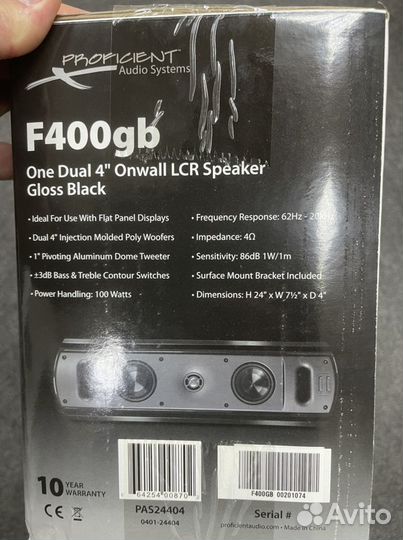 PROFICIENT
Audio Systems
F400gb
One Dual 4" Onwall LCR Speaker
Gloss Black
• Ideal For Use With Flat Panel Displays
• Dual 4" Injection Molded Poly Woofers
• 1" Pivoting Aluminum Dome Tweeter
• ±3dB Bass & Treble Contour Switches
• Power Handling: 100 Watts
• Frequency Response: 62Hz - 20kHz
• Impedance: 4Ω
• Sensitivity: 86dB 1W/1m
• Surface Mount Bracket Included
• Dimensions: H 24" x W 7½" x D 4"
10 YEAR
WARRANTY
CE
64254 00870
PAS24404
0401-24404
F400GB 00201074
Serial #
proficientaudio.com • Made in China
Avito